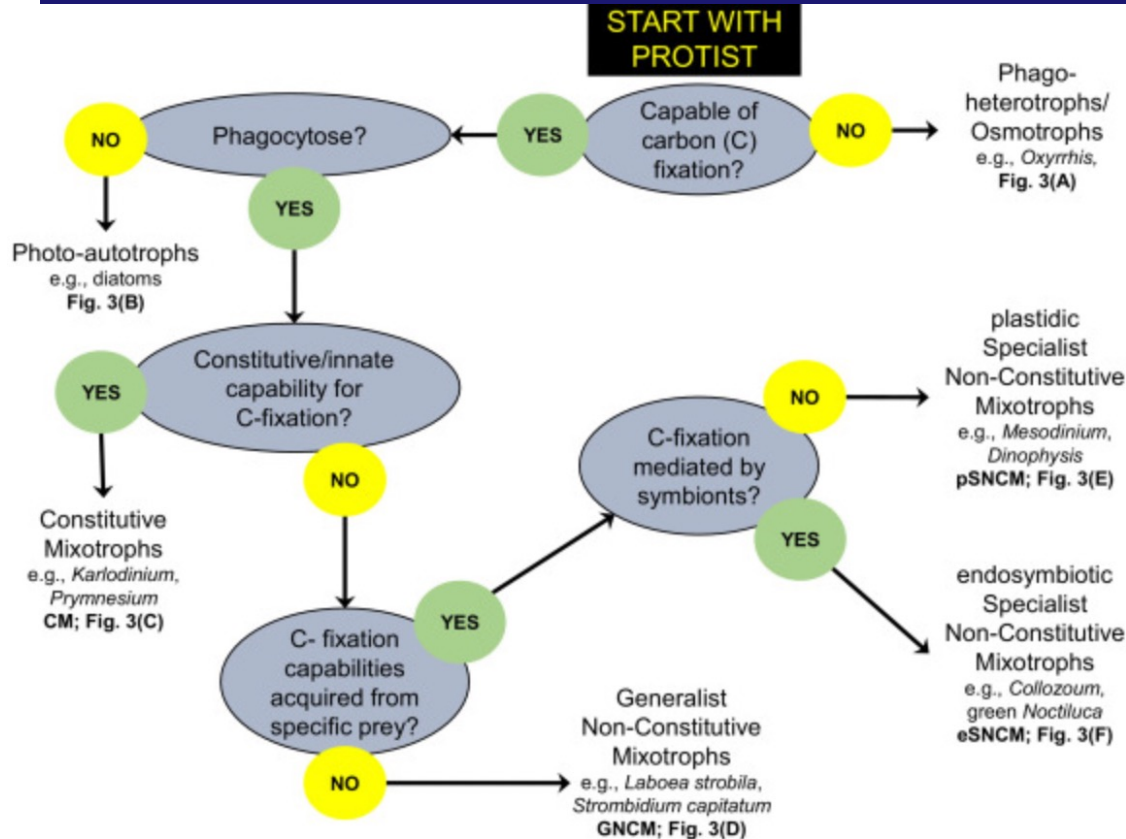 START WITH
PROTIST
Capable of
carbon (C)
fixation?
NO
Phago-
heterotrophs/
Osmotrophs
e.g., Oxyrrhis,
Fig. 3(A)
YES
Phagocytose?
NO
Photo-autotrophs
e.g., diatoms
Fig. 3(B)
YES
Constitutive/innate
capability for
C-fixation?
YES
Constitutive
Mixotrophs
e.g., Karlodinium,
Prymnesium
CM; Fig. 3(C)
NO
C- fixation
capabilities
acquired from
specific prey?
NO
Generalist
Non-Constitutive
Mixotrophs
e.g., Laboea strobila,
Strombidium capitatum
GNCM; Fig. 3(D)
YES
C-fixation
mediated by
symbionts?
NO
plastidic
Specialist
Non-Constitutive
Mixotrophs
e.g., Mesodinium,
Dinophysis
pSNCM; Fig. 3(E)
YES
endosymbiotic
Specialist
Non-Constitutive
Mixotrophs
e.g., Collozoum,
green Noctiluca
eSNCM; Fig. 3(F)